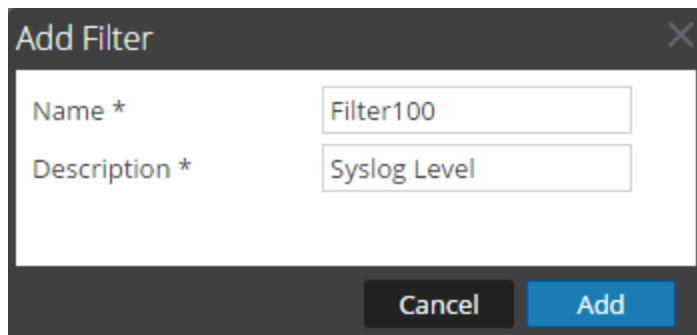 Add Filter
Name * Filter100
Description * Syslog Level
Cancel Add